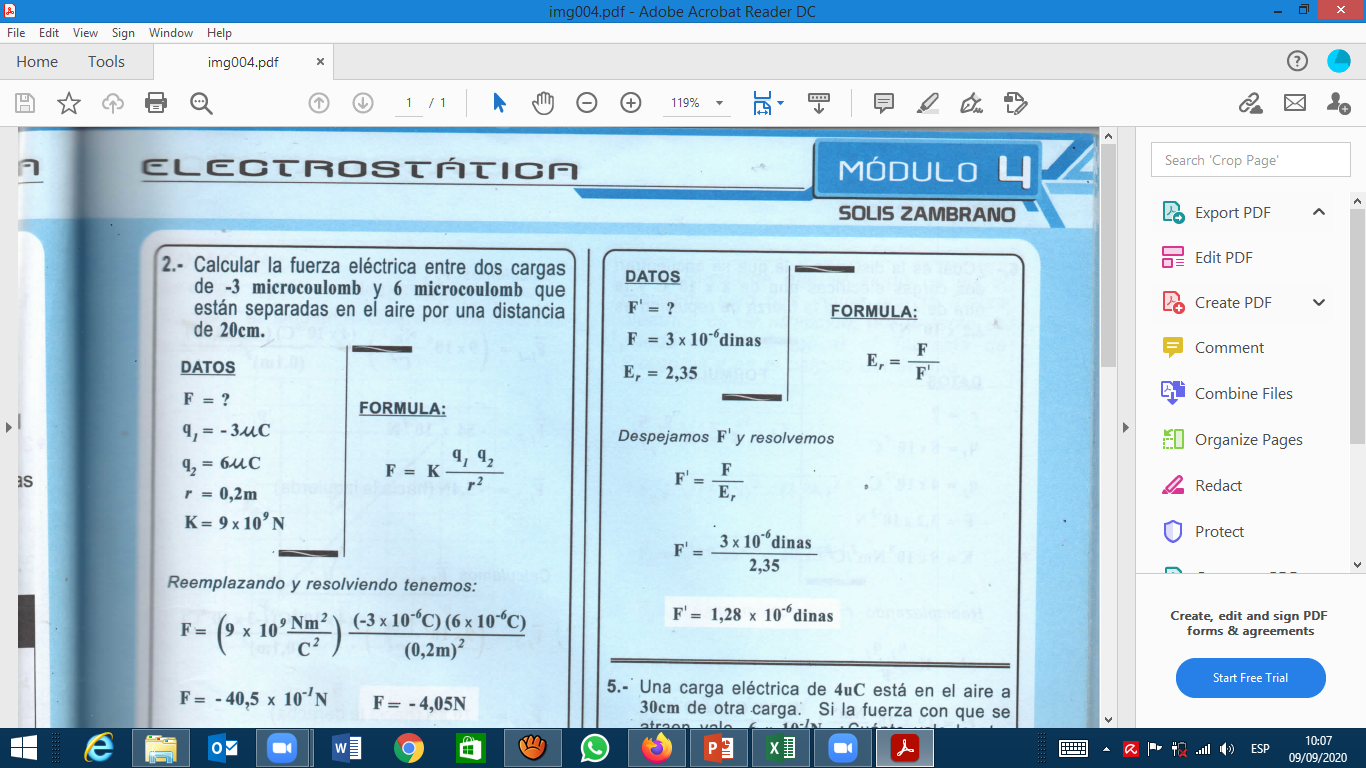 img004.pdf - Adobe Acrobat Reader DC
File Edit View Sign Window Help
Home Tools img004.pdf ×
1 / 1 119%
ELECTROSTÁTICA
MÓDULO 4
SOLIS ZAMBRANO
2.- Calcular la fuerza eléctrica entre dos cargas
de -3 microcoulomb y 6 microcoulomb que
están separadas en el aire por una distancia
de 20cm.
DATOS
F = ?
q₁ = - 3µC
q₂ = 6µC
r = 0,2m
K = 9 x 10⁹ N
FORMULA:
F = K q₁ q₂ / r²
Reemplazando y resolviendo tenemos:
F = (9 x 10⁹ Nm² / C²) (-3 x 10⁻⁶C) (6 x 10⁻⁶C) / (0,2m)²
F = - 40,5 x 10⁻¹N F = - 4,05N
DATOS
F' = ?
F = 3 x 10⁻⁶dinas
Eᵣ = 2,35
FORMULA:
Eᵣ = F / F'
Despejamos F' y resolvemos
F' = F / Eᵣ
F' = 3 x 10⁻⁶dinas / 2,35
F' = 1,28 x 10⁻⁶dinas
5.- Una carga eléctrica de 4uC está en el aire a
30cm de otra carga. Si la fuerza con que se
as
Search 'Crop Page'
Export PDF
Edit PDF
Create PDF
Comment
Combine Files
Organize Pages
Redact
Protect
Create, edit and sign PDF
forms & agreements
Start Free Trial
ESP
10:07
09/09/2020